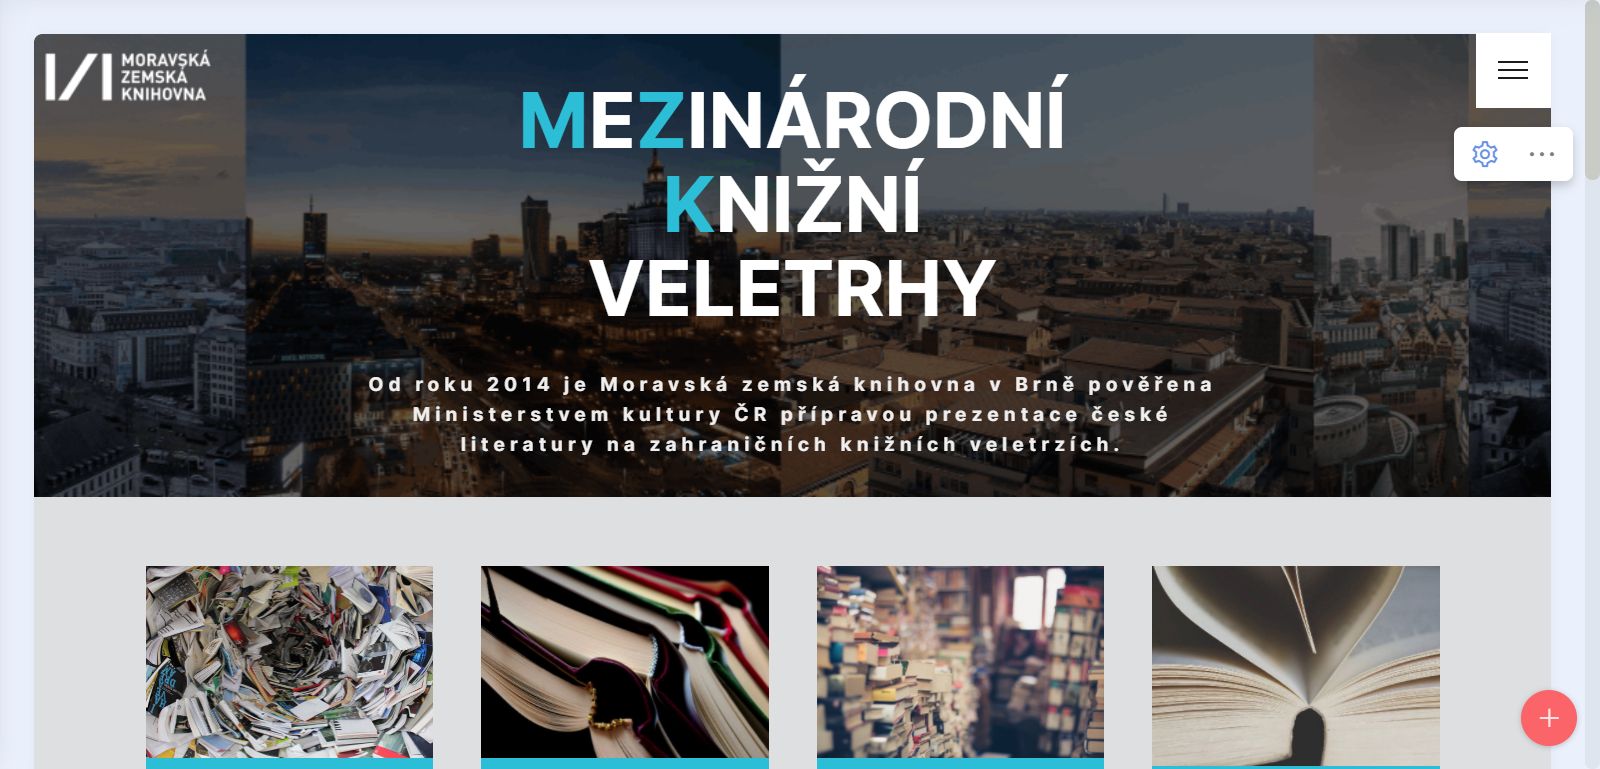 MORAVSKÁ
ZEMSKÁ
KNIHOVNA
MEZINÁRODNÍ
KNIŽNÍ
VELETRHY
Od roku 2014 je Moravská zemská knihovna v Brně pověřena
Ministerstvem kultury ČR přípravou prezentace české
literatury na zahraničních knižních veletrzích.